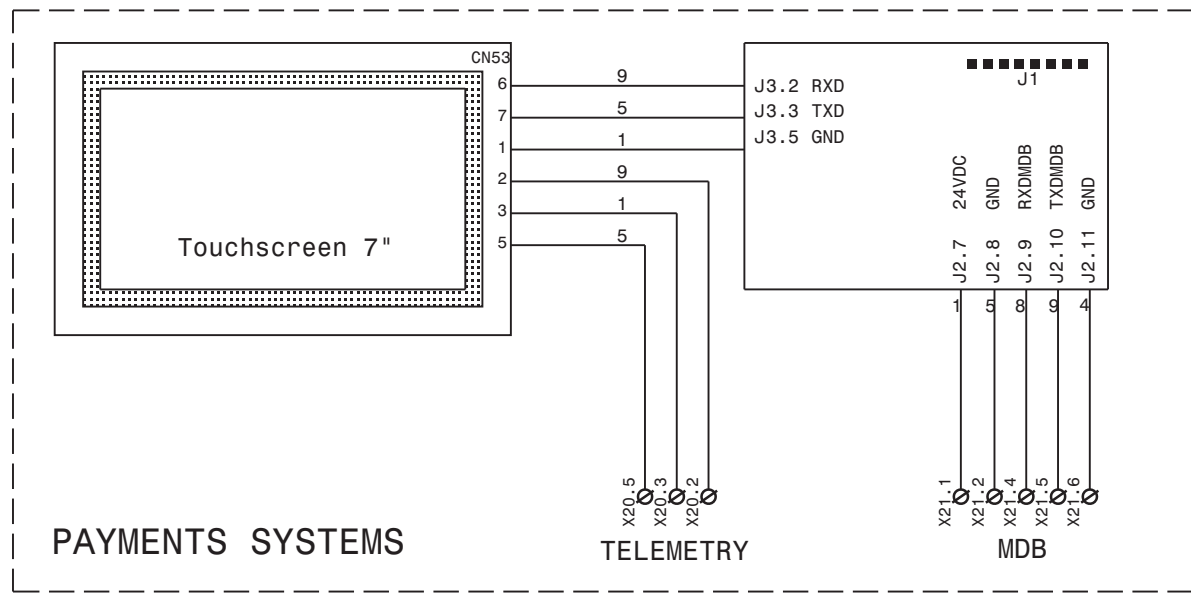 CN53
6 9 J3.2 RXD
7 5 J3.3 TXD
1 1 J3.5 GND
2 9
3 1
5 5
Touchscreen 7"
J1
24VDC GND RXDMDB TXDMDB GND
J2.7 J2.8 J2.9 J2.10 J2.11
1 5 8 9 4
X20.5 X20.3 X20.2
X21.1 X21.2 X21.4 X21.5 X21.6
PAYMENTS SYSTEMS
TELEMETRY
MDB